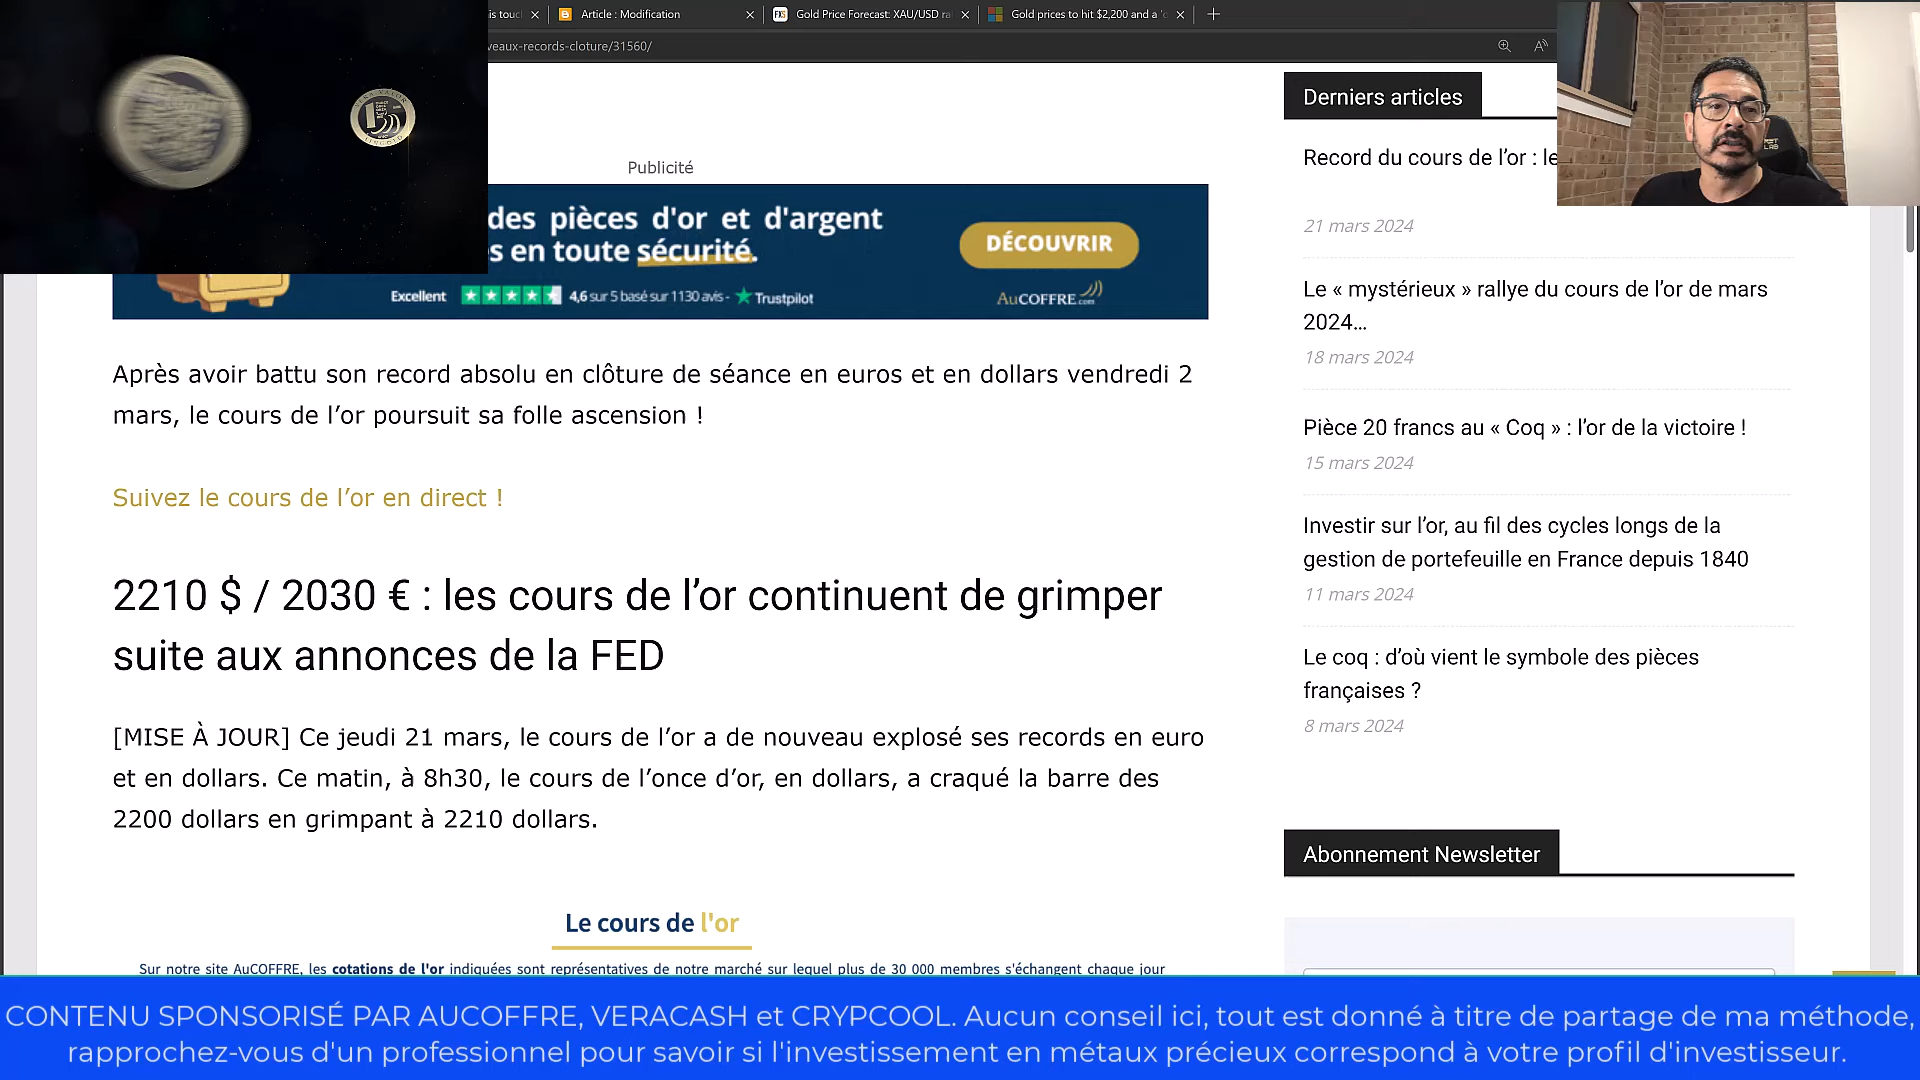 is touc
Article : Modification
Gold Price Forecast: XAU/USD ra
Gold prices to hit $2,200 and a 'c
veaux-records-cloture/31560/
Publicité
des pièces d'or et d'argent
s en toute sécurité.
DÉCOUVRIR
Excellent
4,6 sur 5 basé sur 1130 avis -
Trustpilot
AuCOFFRE.com
Après avoir battu son record absolu en clôture de séance en euros et en dollars vendredi 2
mars, le cours de l’or poursuit sa folle ascension !
Suivez le cours de l’or en direct !
2210 $ / 2030 € : les cours de l’or continuent de grimper
suite aux annonces de la FED
[MISE À JOUR] Ce jeudi 21 mars, le cours de l’or a de nouveau explosé ses records en euro
et en dollars. Ce matin, à 8h30, le cours de l’once d’or, en dollars, a craqué la barre des
2200 dollars en grimpant à 2210 dollars.
Le cours de l'or
Sur notre site AuCOFFRE, les cotations de l'or indiquées sont représentatives de notre marché sur lequel plus de 30 000 membres s'échangent chaque jour
Derniers articles
Record du cours de l’or : le
21 mars 2024
Le « mystérieux » rallye du cours de l’or de mars
2024…
18 mars 2024
Pièce 20 francs au « Coq » : l’or de la victoire !
15 mars 2024
Investir sur l’or, au fil des cycles longs de la
gestion de portefeuille en France depuis 1840
11 mars 2024
Le coq : d’où vient le symbole des pièces
françaises ?
8 mars 2024
Abonnement Newsletter
CONTENU SPONSORISÉ PAR AUCOFFRE, VERACASH et CRYPCOOL. Aucun conseil ici, tout est donné à titre de partage de ma méthode,
rapprochez-vous d'un professionnel pour savoir si l'investissement en métaux précieux correspond à votre profil d'investisseur.